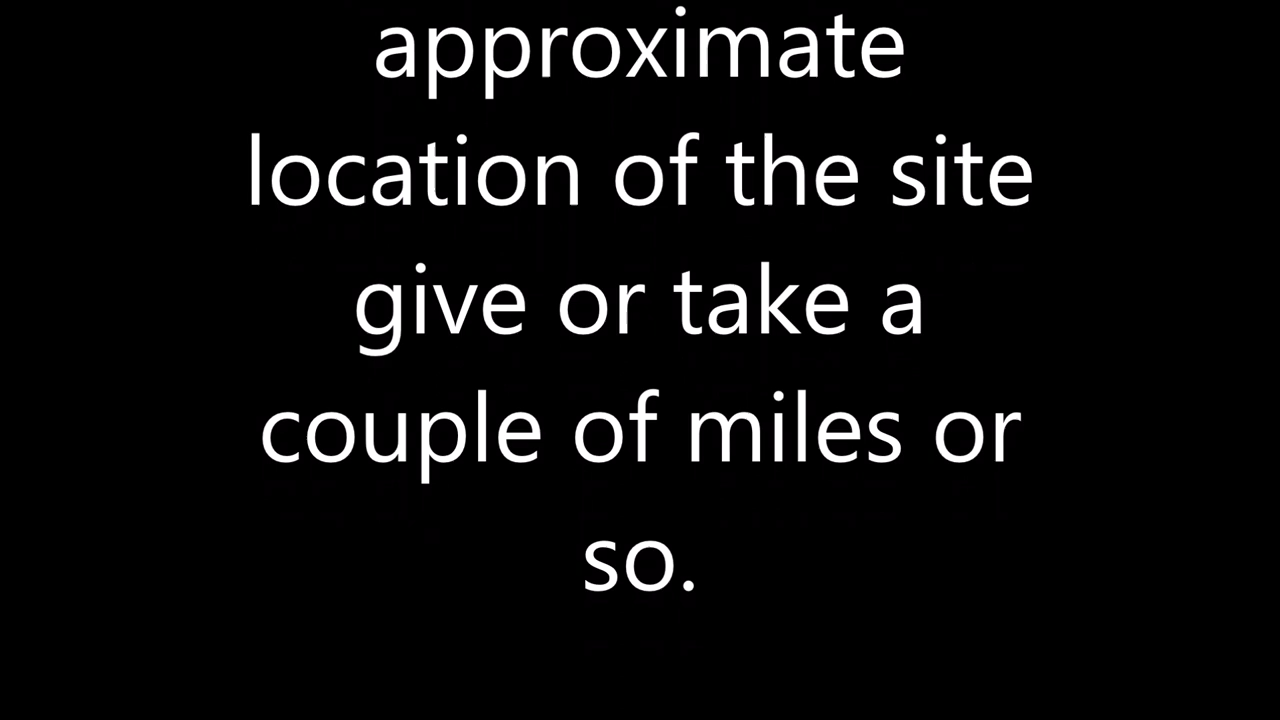 approximate
location of the site
give or take a
couple of miles or
so.